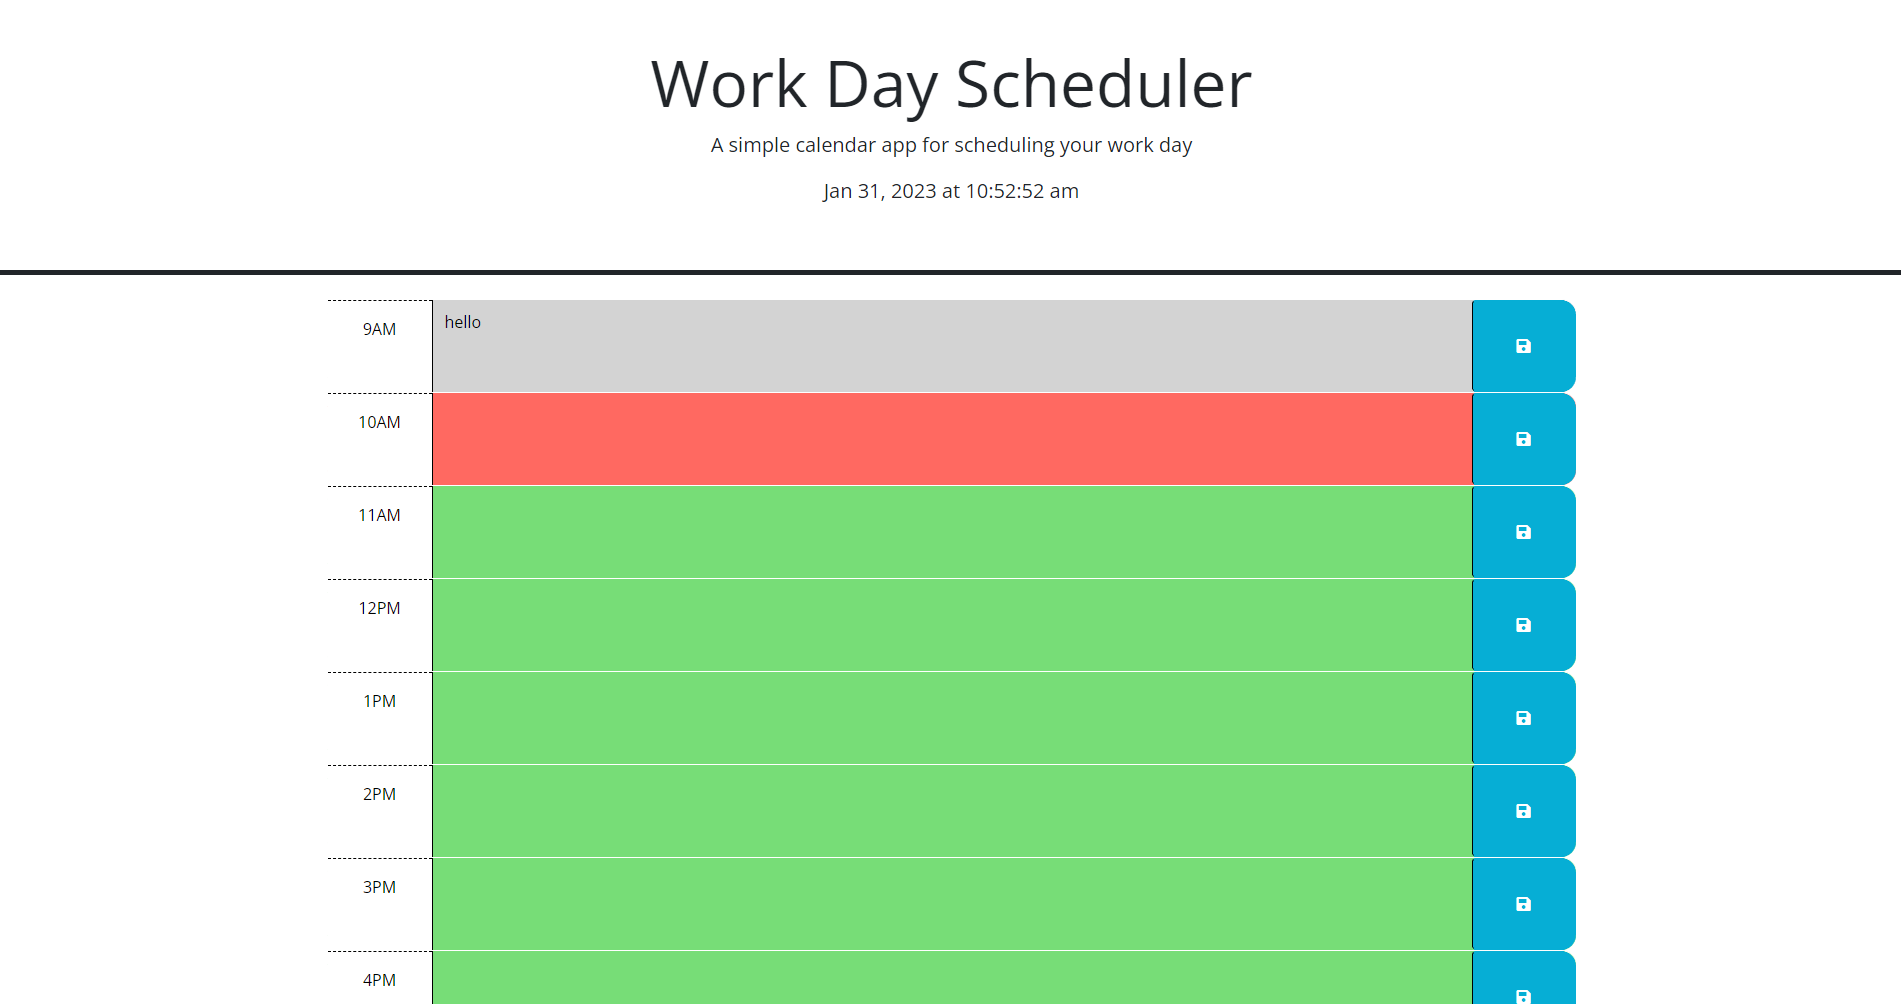 Work Day Scheduler
A simple calendar app for scheduling your work day
Jan 31, 2023 at 10:52:52 am
9AM
hello
10AM
11AM
12PM
1PM
2PM
3PM
4PM